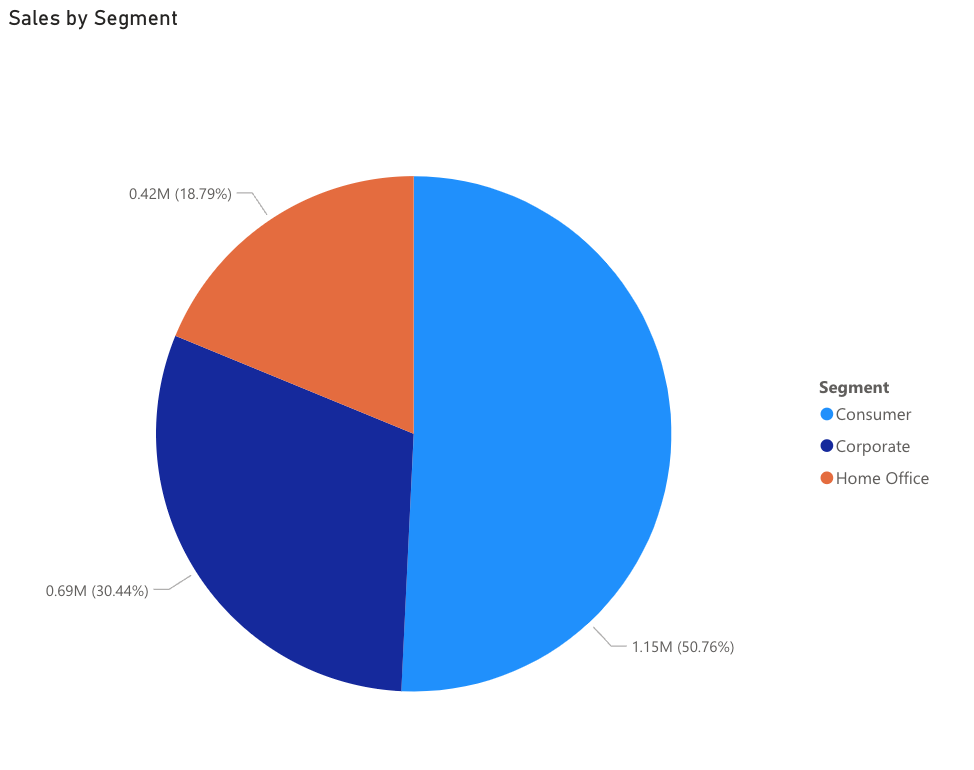 Sales by Segment
0.42M (18.79%)
0.69M (30.44%)
1.15M (50.76%)
Segment
Consumer
Corporate
Home Office